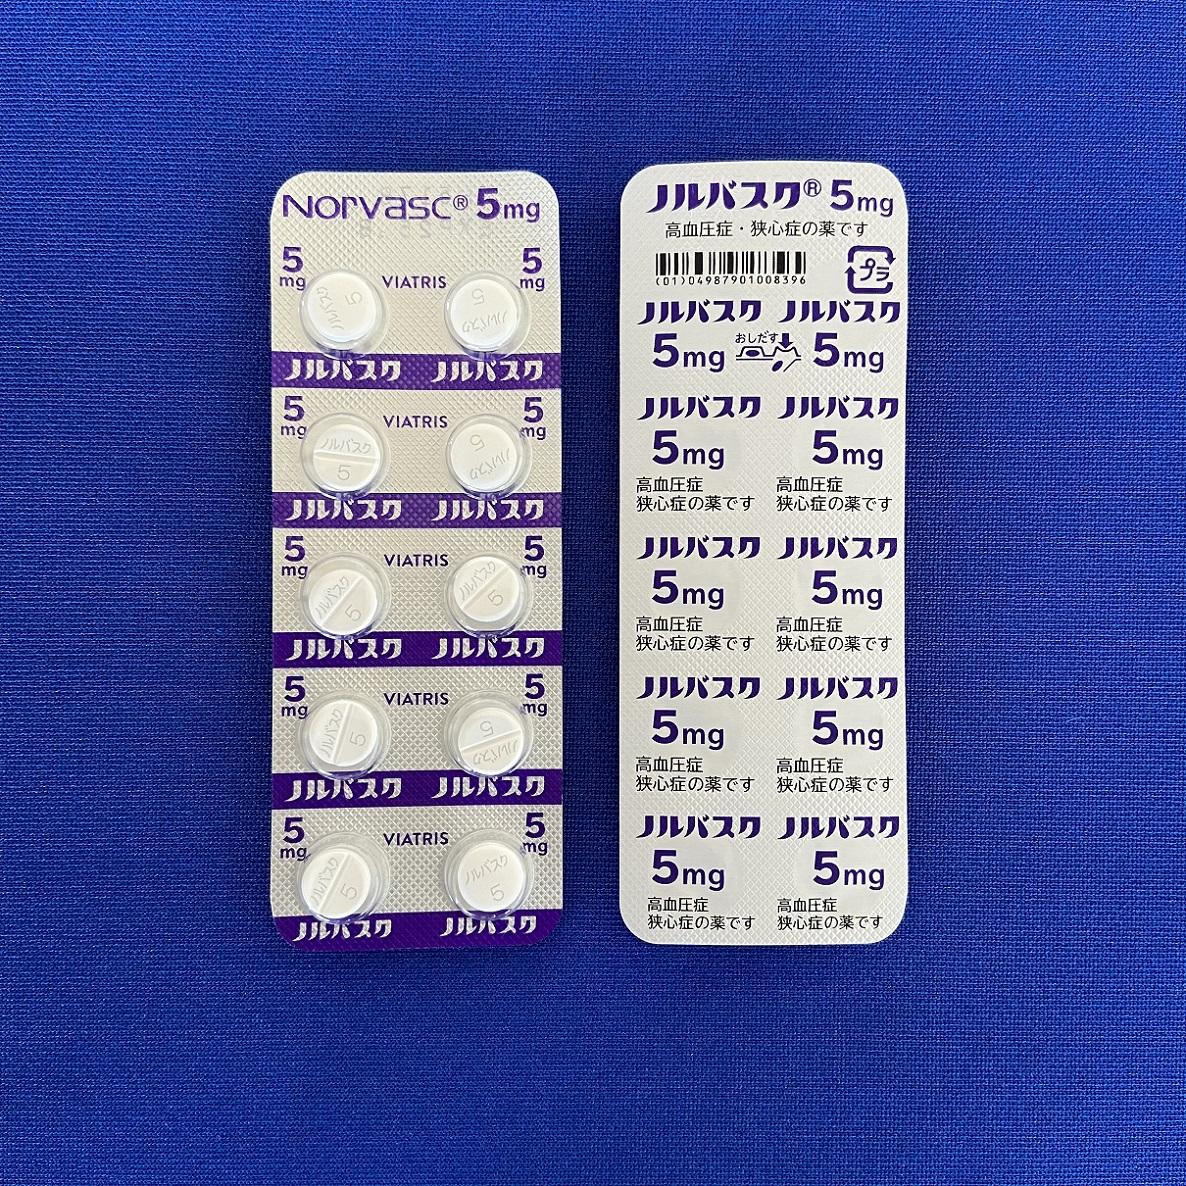 NORVASC® 5mg
5 mg VIATRIS 5 mg
ノルバスク 5
ノルバスク 5
ノルバスク ノルバスク
5 mg VIATRIS 5 mg
ノルバスク 5
ノルバスク 5
ノルバスク ノルバスク
5 mg VIATRIS 5 mg
ノルバスク 5
ノルバスク 5
ノルバスク ノルバスク
5 mg VIATRIS 5 mg
ノルバスク 5
ノルバスク 5
ノルバスク ノルバスク
5 mg VIATRIS 5 mg
ノルバスク 5
ノルバスク 5
ノルバスク ノルバスク
ノルバスク® 5mg
高血圧症・狭心症の薬です
(01)04987901008396
プラ
ノルバスク ノルバスク
5mg おしだす 5mg
ノルバスク ノルバスク
5mg 5mg
高血圧症 高血圧症
狭心症の薬です 狭心症の薬です
ノルバスク ノルバスク
5mg 5mg
高血圧症 高血圧症
狭心症の薬です 狭心症の薬です
ノルバスク ノルバスク
5mg 5mg
高血圧症 高血圧症
狭心症の薬です 狭心症の薬です
ノルバスク ノルバスク
5mg 5mg
高血圧症 高血圧症
狭心症の薬です 狭心症の薬です